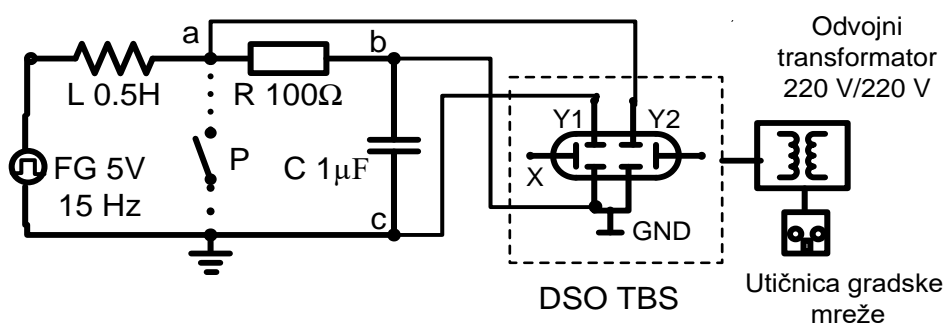 a
b
L 0.5H
R 100Ω
P
FG 5V
15 Hz
C 1μF
c
Y1
Y2
X
GND
DSO TBS
Odvojni
transformator
220 V/220 V
Utičnica gradske
mreže